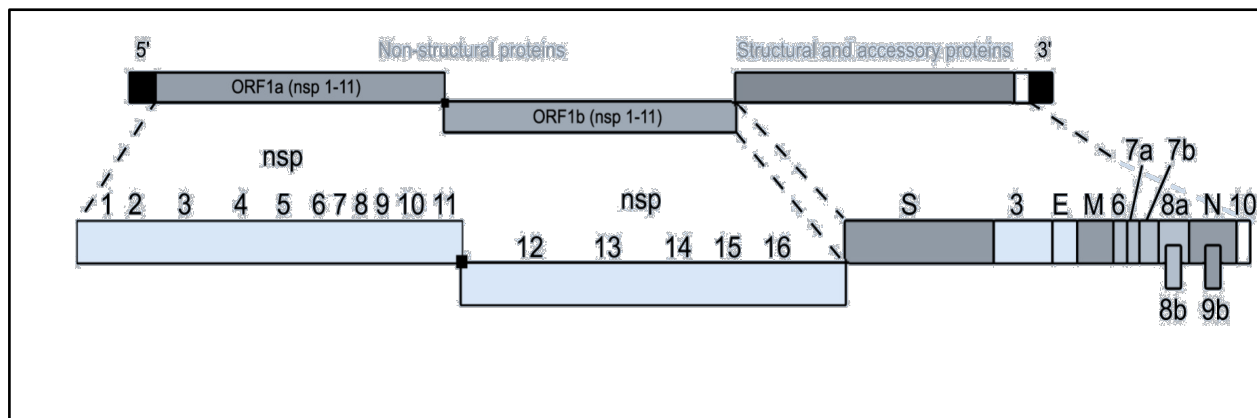 5' Non-structural proteins Structural and accessory proteins 3'
ORF1a (nsp 1-11)
ORF1b (nsp 1-11)
7a 7b
nsp
1 2 3 4 5 6 7 8 9 10 11
nsp
S 3 E M 6 8a N 10
12 13 14 15 16
8b 9b